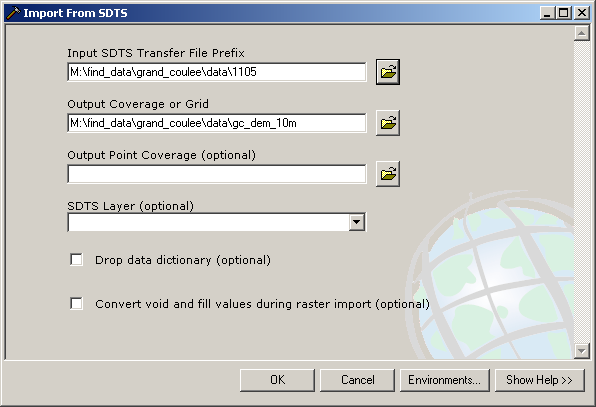 Import From SDTS
Input SDTS Transfer File Prefix
M:\find_data\grand_coulee\data\1105
Output Coverage or Grid
M:\find_data\grand_coulee\data\gc_dem_10m
Output Point Coverage (optional)
SDTS Layer (optional)
Drop data dictionary (optional)
Convert void and fill values during raster import (optional)
OK Cancel Environments... Show Help >>